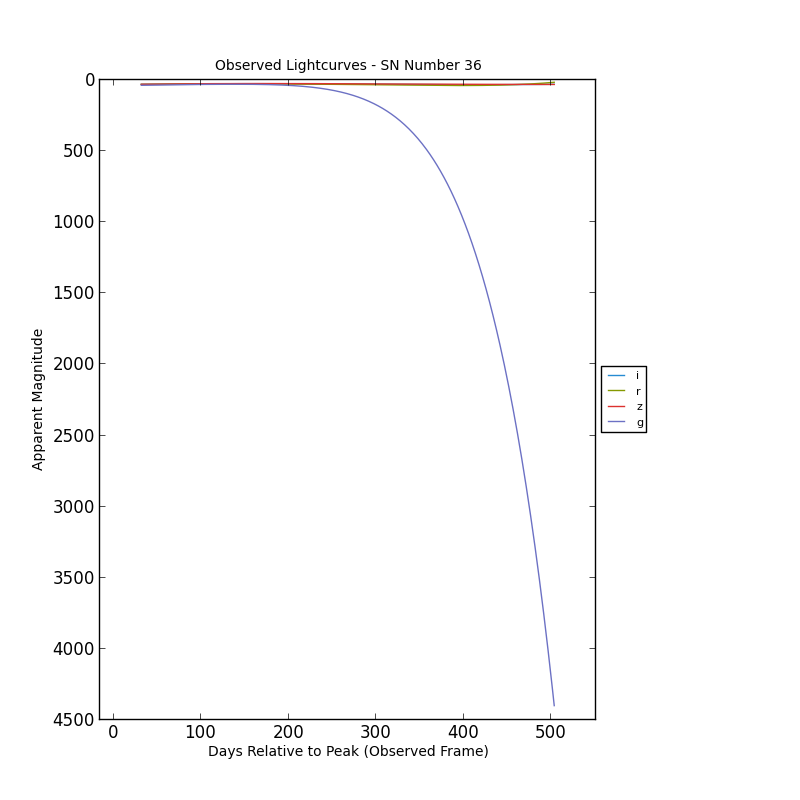 Observed Lightcurves - SN Number 36
0
500
1000
1500
2000
2500
3000
3500
4000
4500
Apparent Magnitude
0 100 200 300 400 500
Days Relative to Peak (Observed Frame)
i
r
z
g